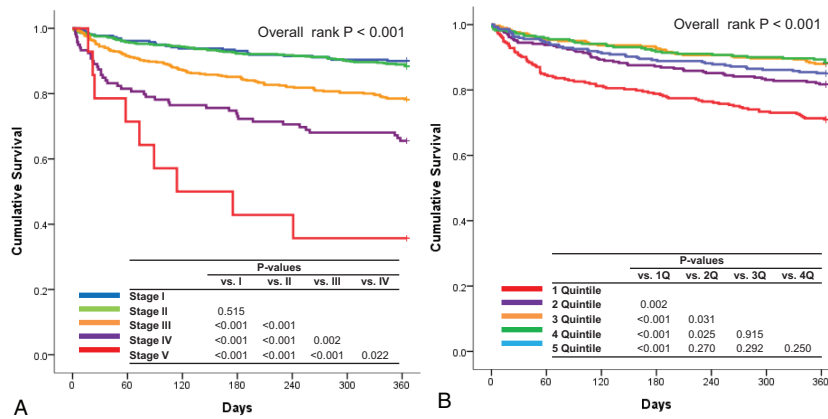 Overall rank P < 0.001
1.0
0.8
0.6
0.4
0.2
0.0
Cumulative Survival
P-values
vs. I vs. II vs. III vs. IV
Stage I
Stage II 0.515
Stage III <0.001 <0.001
Stage IV <0.001 <0.001 0.002
Stage V <0.001 <0.001 <0.001 0.022
0 60 120 180 240 300 360
Days
A
Overall rank P < 0.001
1.0
0.8
0.6
0.4
0.2
0.0
Cumulative Survival
P-values
vs. 1Q vs. 2Q vs. 3Q vs. 4Q
1 Quintile
2 Quintile 0.002
3 Quintile <0.001 0.031
4 Quintile <0.001 0.025 0.915
5 Quintile <0.001 0.270 0.292 0.250
0 60 120 180 240 300 360
Days
B